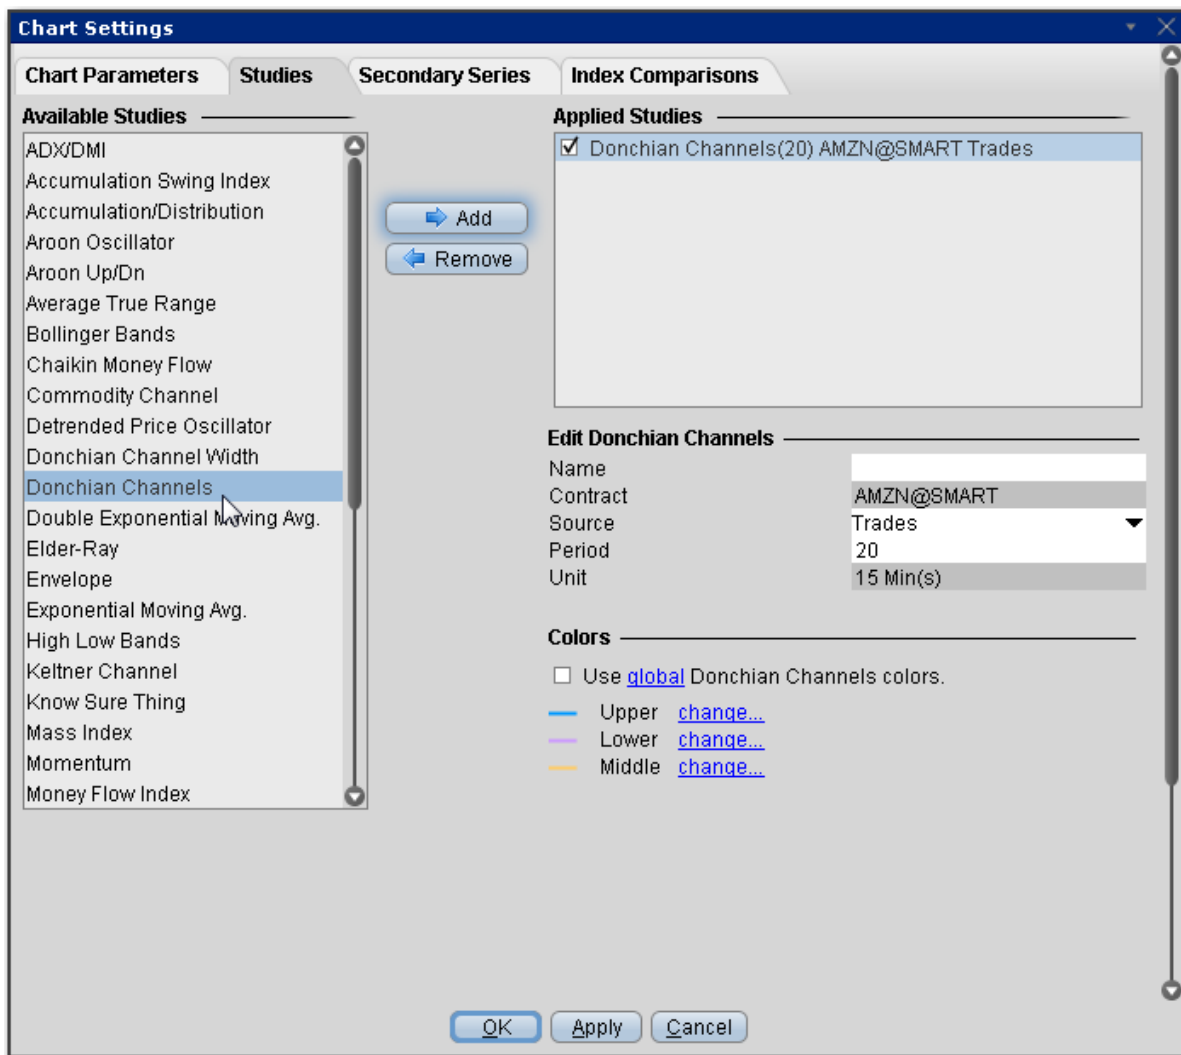 Chart Settings
Chart Parameters
Studies
Secondary Series
Index Comparisons
Available Studies
ADX/DMI
Accumulation Swing Index
Accumulation/Distribution
Aroon Oscillator
Aroon Up/Dn
Average True Range
Bollinger Bands
Chaikin Money Flow
Commodity Channel
Detrended Price Oscillator
Donchian Channel Width
Donchian Channels
Double Exponential Moving Avg.
Elder-Ray
Envelope
Exponential Moving Avg.
High Low Bands
Keltner Channel
Know Sure Thing
Mass Index
Momentum
Money Flow Index
Add
Remove
Applied Studies
Donchian Channels(20) AMZN@SMART Trades
Edit Donchian Channels
Name
Contract AMZN@SMART
Source Trades
Period 20
Unit 15 Min(s)
Colors
Use global Donchian Channels colors.
Upper change...
Lower change...
Middle change...
OK
Apply
Cancel